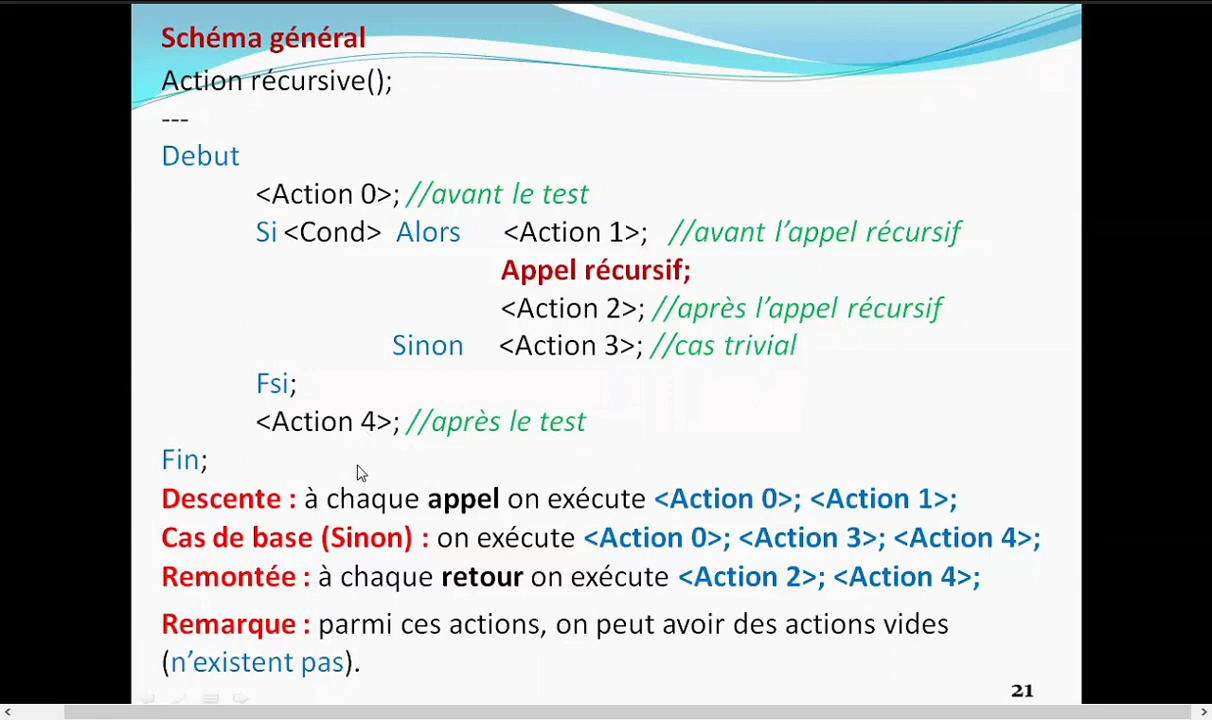 Schéma général
Action récursive();
---
Debut
<Action 0>; //avant le test
Si <Cond> Alors <Action 1>; //avant l’appel récursif
Appel récursif;
<Action 2>; //après l’appel récursif
Sinon <Action 3>; //cas trivial
Fsi;
<Action 4>; //après le test
Fin;
Descente : à chaque appel on exécute <Action 0>; <Action 1>;
Cas de base (Sinon) : on exécute <Action 0>; <Action 3>; <Action 4>;
Remontée : à chaque retour on exécute <Action 2>; <Action 4>;
Remarque : parmi ces actions, on peut avoir des actions vides
(n’existent pas).
21